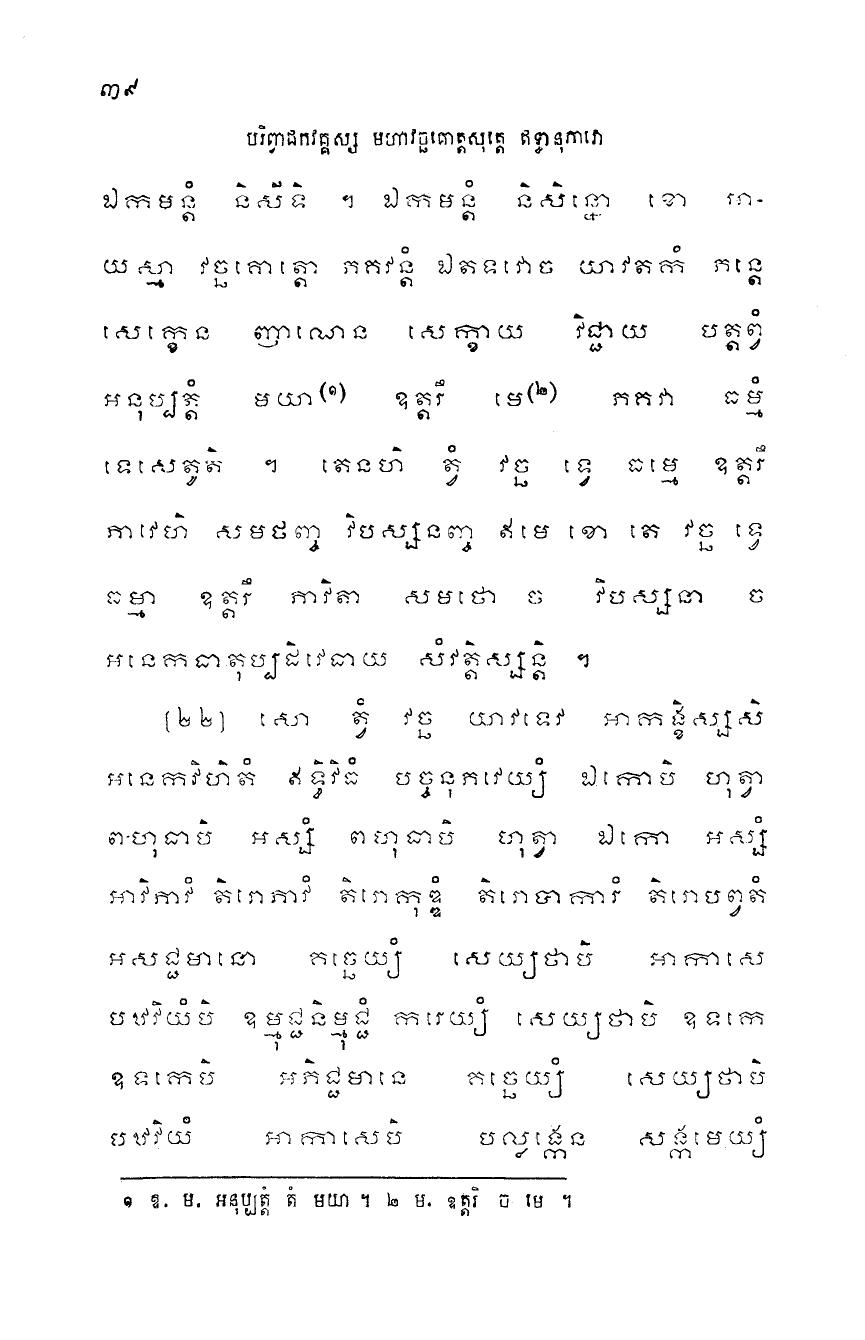 ៣៩
បរិព្វាជកវគ្គស្ស មហាវច្ឆគោត្តសុត្តេ ឥទ្ធានុភាវោ
ឯកមន្តំ និសីទិ ។ ឯកមន្តំ និសិន្នោ ខោ អា-
យស្មា វច្ឆគោត្តោ ភគវន្តំ ឯតទវោច យាវតកំ ភន្តេ
សេក្ខេន ញាណេន សេក្ខាយ វិជ្ជាយ បត្តព្វំ
អនុប្បត្តំ មយា(១) ឧត្តរឹ មេ(២) ភគវា ធម្មំ
ទេសេតូតិ ។ តេនហិ ត្វំ វច្ឆ ទ្វេ ធម្មេ ឧត្តរឹ
ភាវេហិ សមថញ្ច វិបស្សនញ្ច ឥមេ ខោ តេ វច្ឆ ទ្វេ
ធម្មា ឧត្តរឹ ភាវិតា សមថោ ច វិបស្សនា ច
អនេកធាតុប្បដិវេធាយ សំវត្តិស្សន្តិ ។
[២២] សោ ត្វំ វច្ឆ យាវទេវ អាកង្ខិស្សសិ
អនេកវិហិតំ ឥទ្ធិវិធំ បច្ចនុភវេយ្យំ ឯកោបិ ហុត្វា
ពហុធាបិ អស្សំ ពហុធាបិ ហុត្វា ឯកោ អស្សំ
អាវិភាវំ តិរោភាវំ តិរោកុឌ្ឌំ តិរោបាការំ តិរោបព្វតំ
អសជ្ជមានោ គច្ឆេយ្យំ សេយ្យថាបិ អាកាសេ
បឋវិយំបិ ឧម្មុជ្ជនិម្មុជ្ជំ ករេយ្យំ សេយ្យថាបិ ឧទកេ
ឧទកេបិ អភិជ្ជមានេ គច្ឆេយ្យំ សេយ្យថាបិ
បឋវិយំ អាកាសេបិ បល្លង្កេន សង្កមេយ្យំ
១ ឱ. ម. អនុប្បត្តំ តំ មយា ។ ២ ម. ឧត្តរិ ច មេ ។